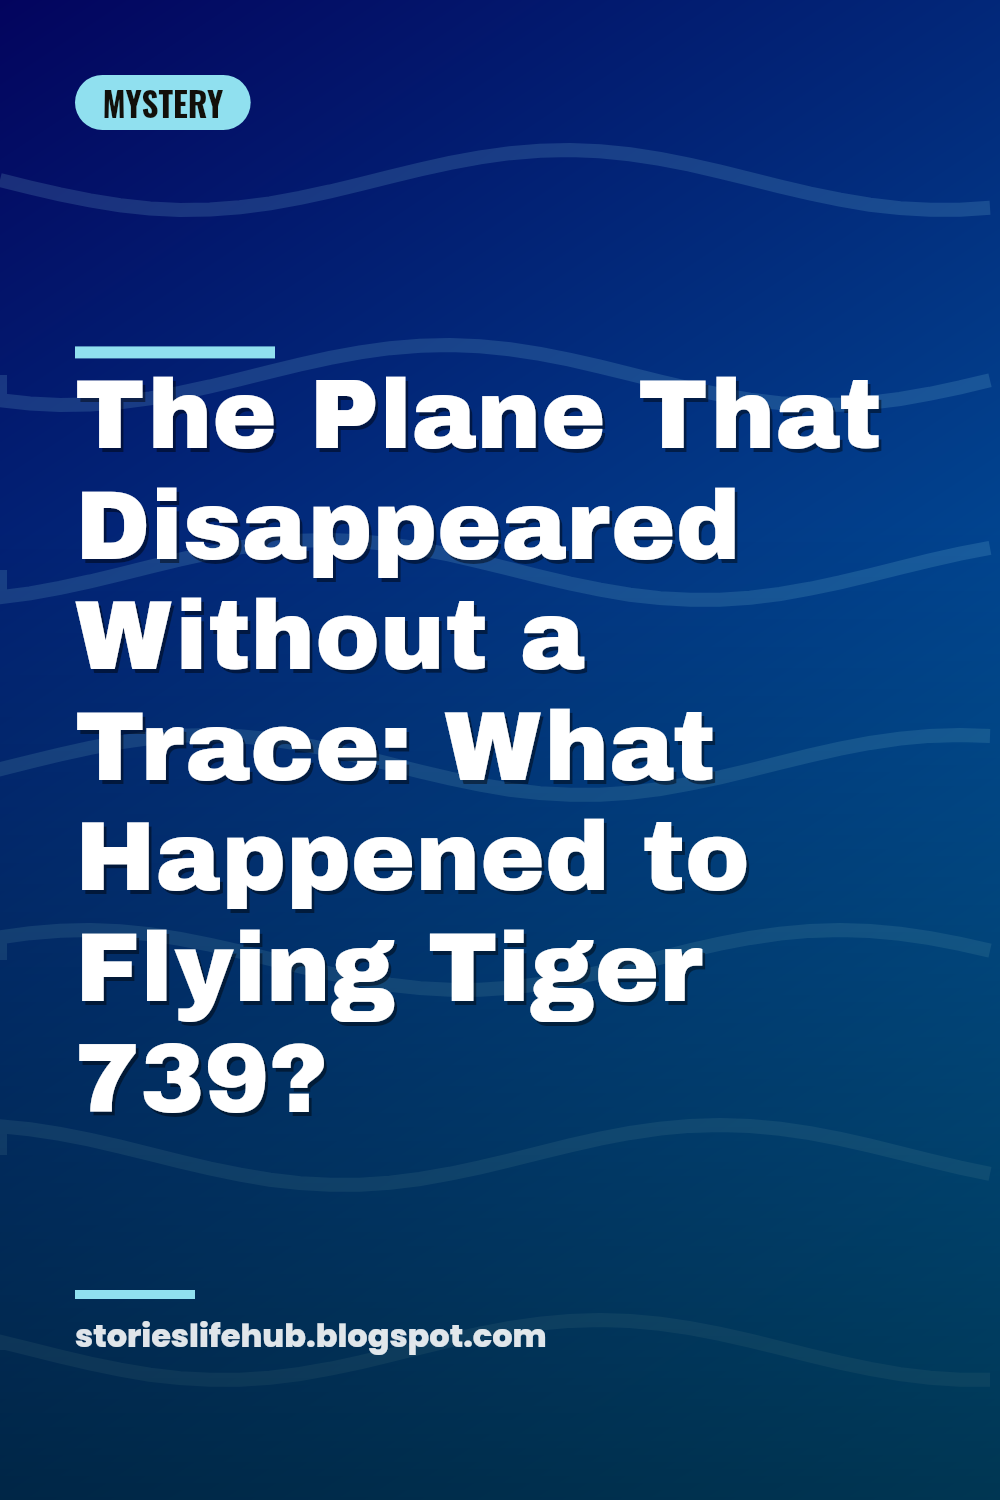 MYSTERY
The Plane That
Disappeared
Without a
Trace: What
Happened to
Flying Tiger
739?
storieslifehub.blogspot.com